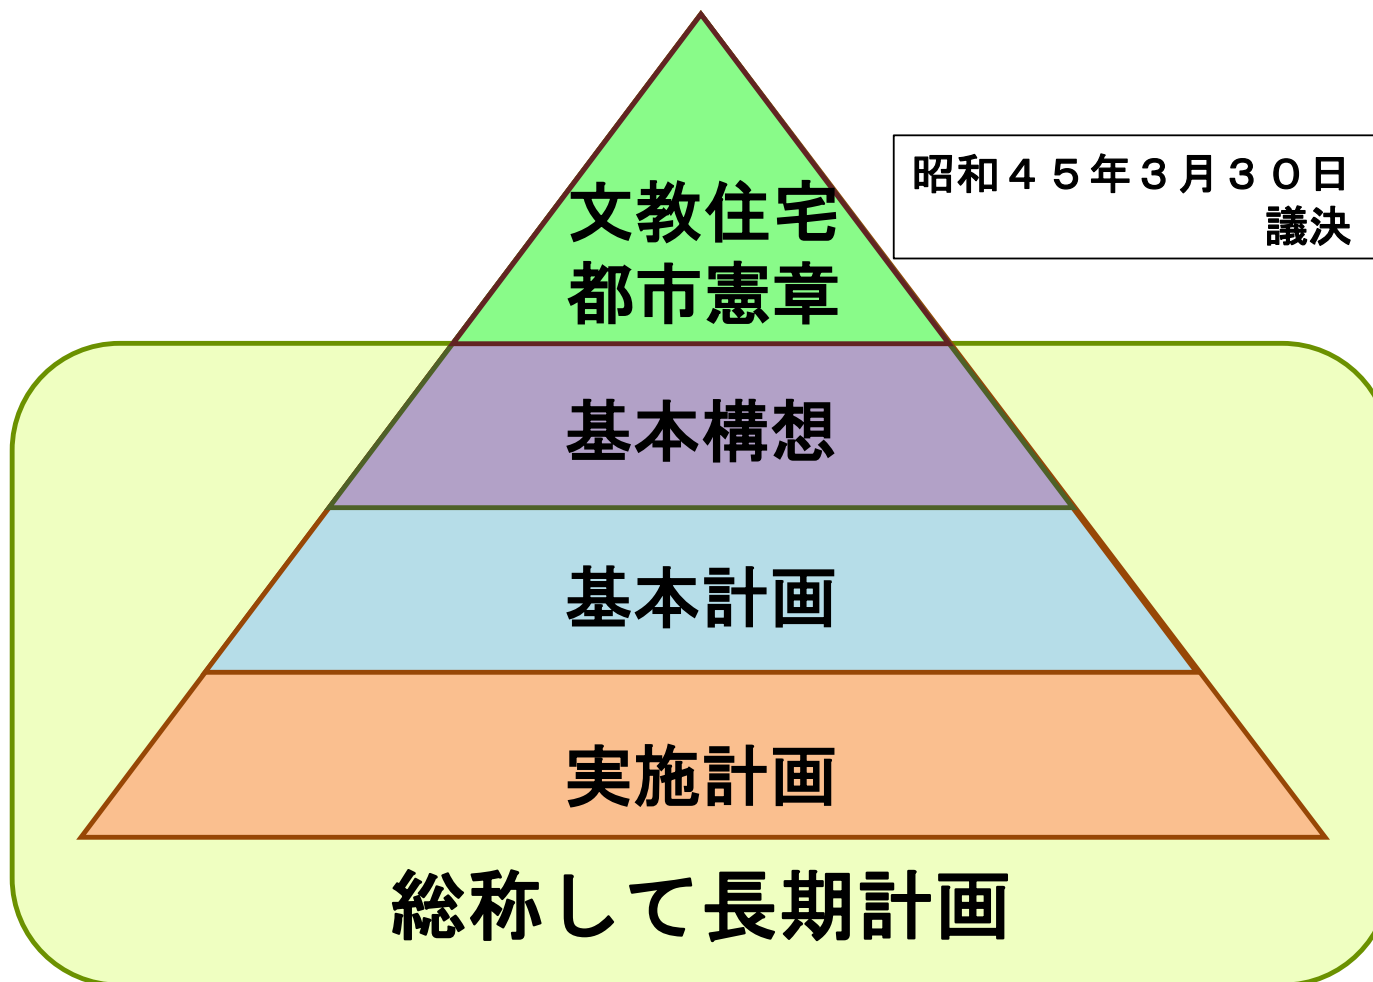 文教住宅
都市憲章
昭和４５年３月３０日
議決
基本構想
基本計画
実施計画
総称して長期計画